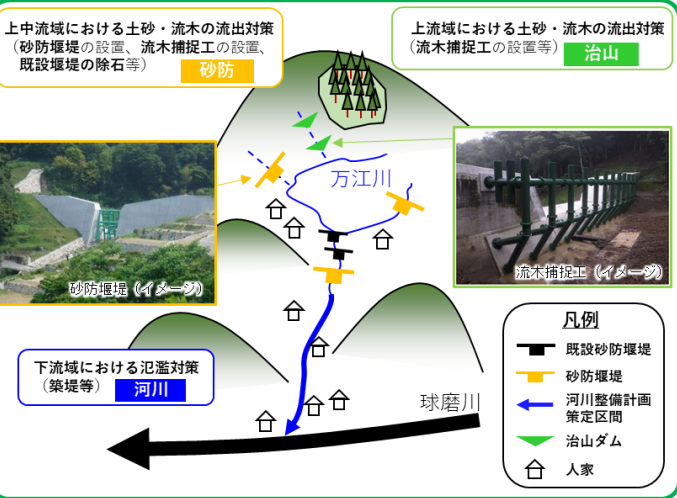 上中流域における土砂・流木の流出対策
（砂防堰堤の設置、流木捕捉工の設置、
既設堰堤の除石等）
砂防
上流域における土砂・流木の流出対策
（流木捕捉工の設置等）
治山
万江川
砂防堰堤（イメージ）
流木捕捉工（イメージ）
下流域における氾濫対策
（築堤等）
河川
球磨川
凡例
既設砂防堰堤
砂防堰堤
河川整備計画
策定区間
治山ダム
人家